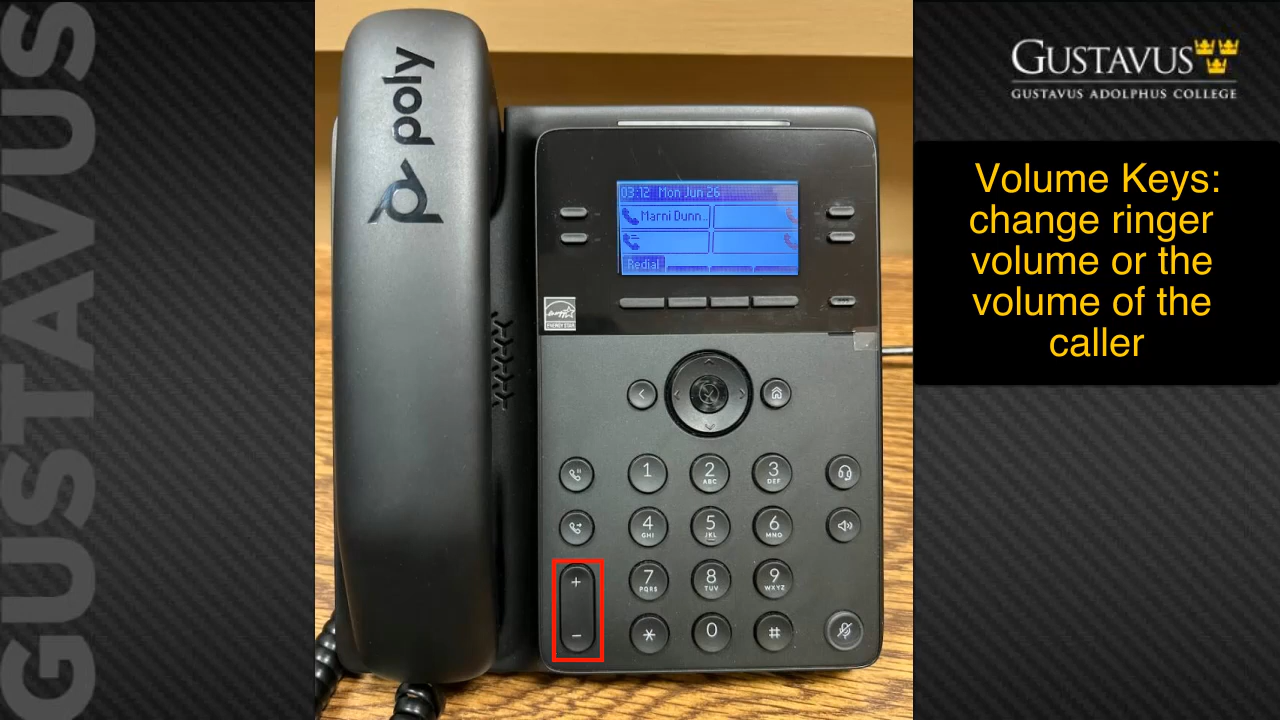 GUSTAVUS
poly
03:12 Mon Jun 26
Marni Dunn..
Redial
ENERGY STAR
1
2
ABC
3
DEF
4
GHI
5
JKL
6
MNO
7
PQRS
8
TUV
9
WXYZ
*
0
#
+
−
GUSTAVUS
GUSTAVUS ADOLPHUS COLLEGE
Volume Keys:
change ringer
volume or the
volume of the
caller